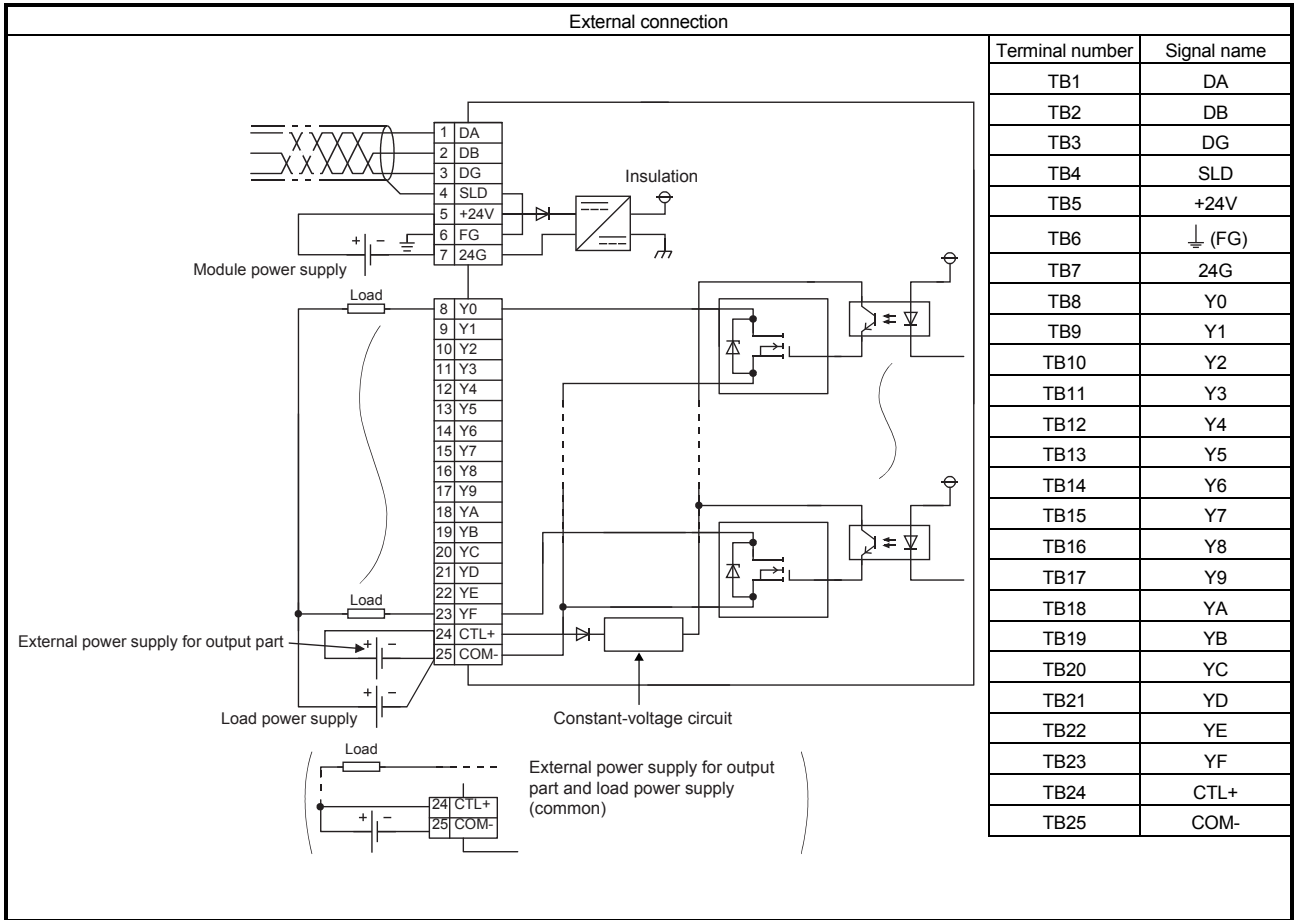 External connection
1 DA
2 DB
3 DG
4 SLD
5 +24V
6 FG
7 24G
Insulation
+ −
Module power supply
Load
8 Y0
9 Y1
10 Y2
11 Y3
12 Y4
13 Y5
14 Y6
15 Y7
16 Y8
17 Y9
18 YA
19 YB
20 YC
21 YD
22 YE
Load
23 YF
24 CTL+
25 COM-
External power supply for output part
+ −
+ −
Load power supply
Constant-voltage circuit
Load
24 CTL+
25 COM-
+ −
External power supply for output
part and load power supply
(common)
Terminal number Signal name
TB1 DA
TB2 DB
TB3 DG
TB4 SLD
TB5 +24V
TB6 (FG)
TB7 24G
TB8 Y0
TB9 Y1
TB10 Y2
TB11 Y3
TB12 Y4
TB13 Y5
TB14 Y6
TB15 Y7
TB16 Y8
TB17 Y9
TB18 YA
TB19 YB
TB20 YC
TB21 YD
TB22 YE
TB23 YF
TB24 CTL+
TB25 COM-